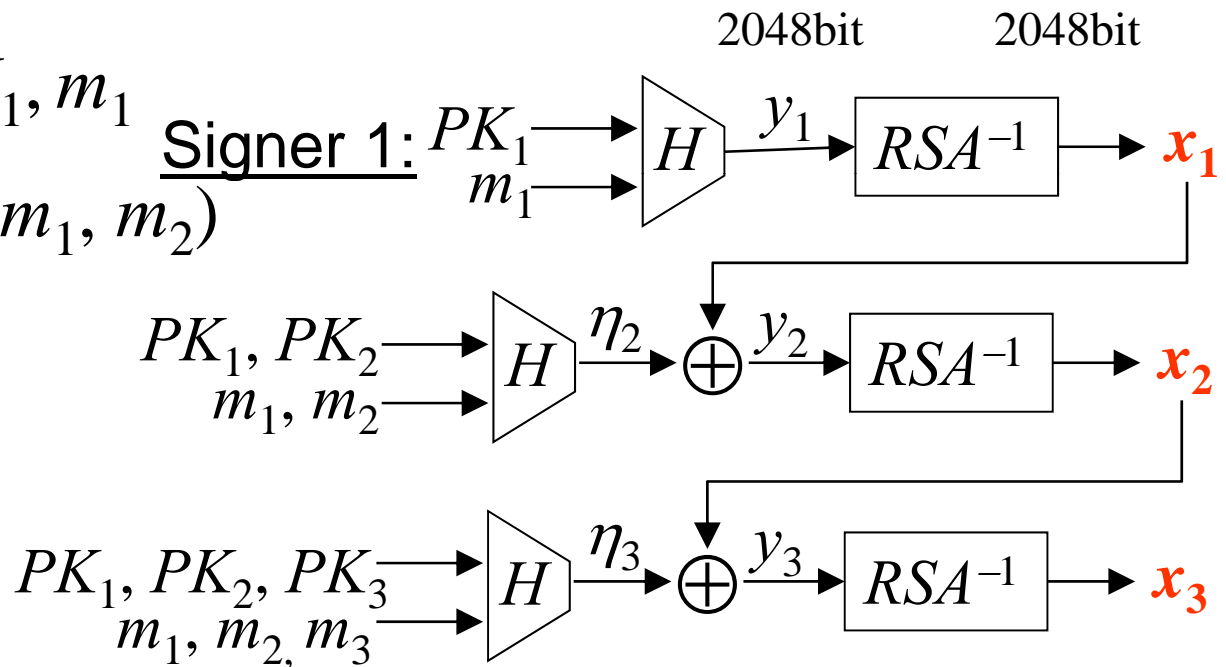 2048bit 2048bit
₁, m₁
Signer 1: PK₁ m₁ H y₁ RSA⁻¹ x₁
m₁, m₂)
PK₁, PK₂ m₁, m₂ H η₂ ⊕ y₂ RSA⁻¹ x₂
PK₁, PK₂, PK₃ m₁, m₂, m₃ H η₃ ⊕ y₃ RSA⁻¹ x₃